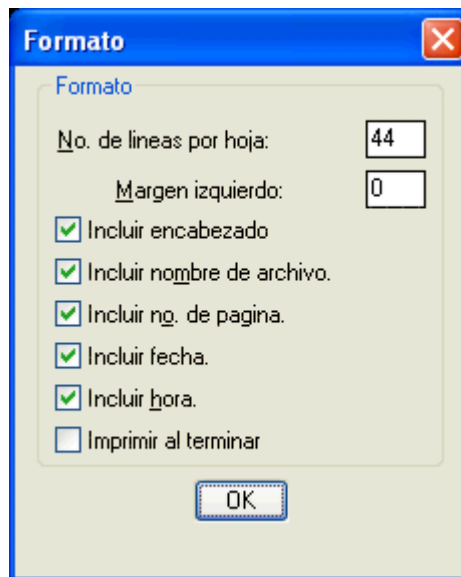 Formato
Formato
No. de lineas por hoja: 44
Margen izquierdo: 0
Incluir encabezado
Incluir nombre de archivo.
Incluir no. de pagina.
Incluir fecha.
Incluir hora.
Imprimir al terminar
OK